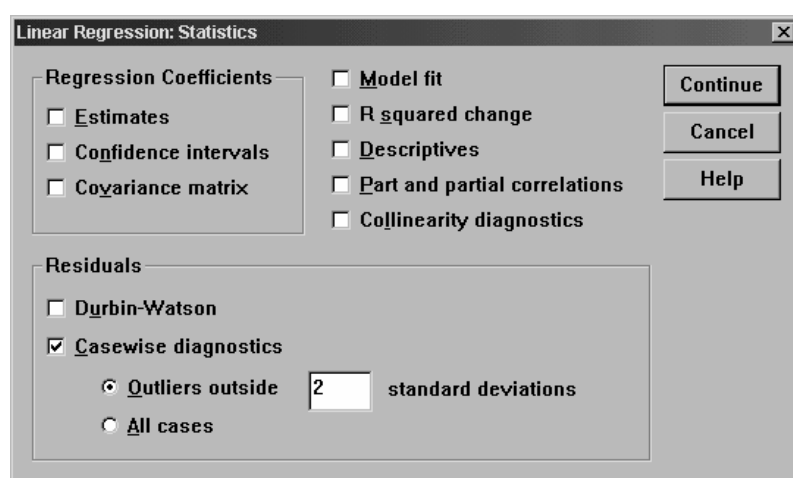 Linear Regression: Statistics
Regression Coefficients
Estimates
Confidence intervals
Covariance matrix
Model fit
R squared change
Descriptives
Part and partial correlations
Collinearity diagnostics
Continue
Cancel
Help
Residuals
Durbin-Watson
Casewise diagnostics
Outliers outside 2 standard deviations
All cases